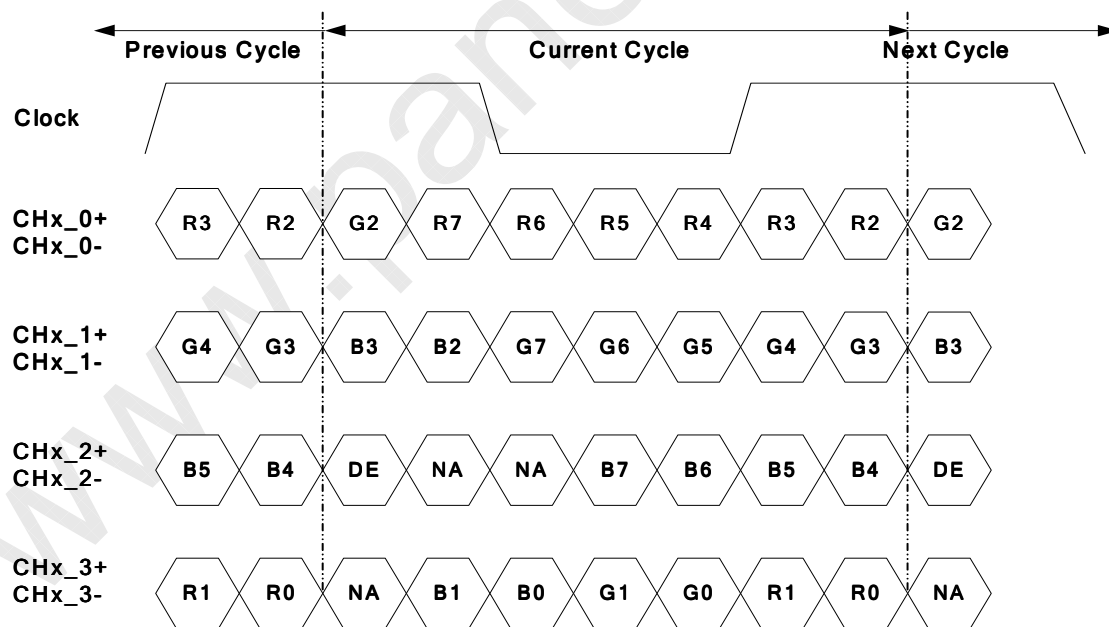 Previous Cycle Current Cycle Next Cycle
Clock
CHx_0+
CHx_0-
R3 R2 G2 R7 R6 R5 R4 R3 R2 G2
CHx_1+
CHx_1-
G4 G3 B3 B2 G7 G6 G5 G4 G3 B3
CHx_2+
CHx_2-
B5 B4 DE NA NA B7 B6 B5 B4 DE
CHx_3+
CHx_3-
R1 R0 NA B1 B0 G1 G0 R1 R0 NA
www.pan